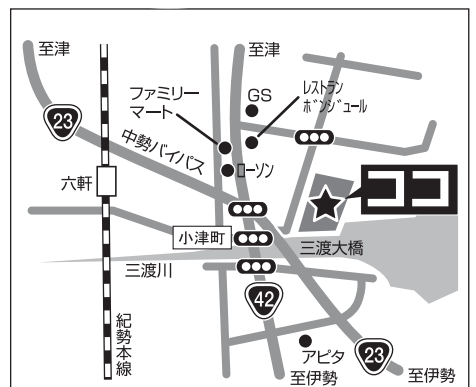 至津
至津
23
ファミリー
マート
GS
レストラン
ボンジュール
中勢バイパス
六軒
ローソン
ココ
小津町
三渡大橋
三渡川
42
紀勢本線
アピタ
23
至伊勢
至伊勢